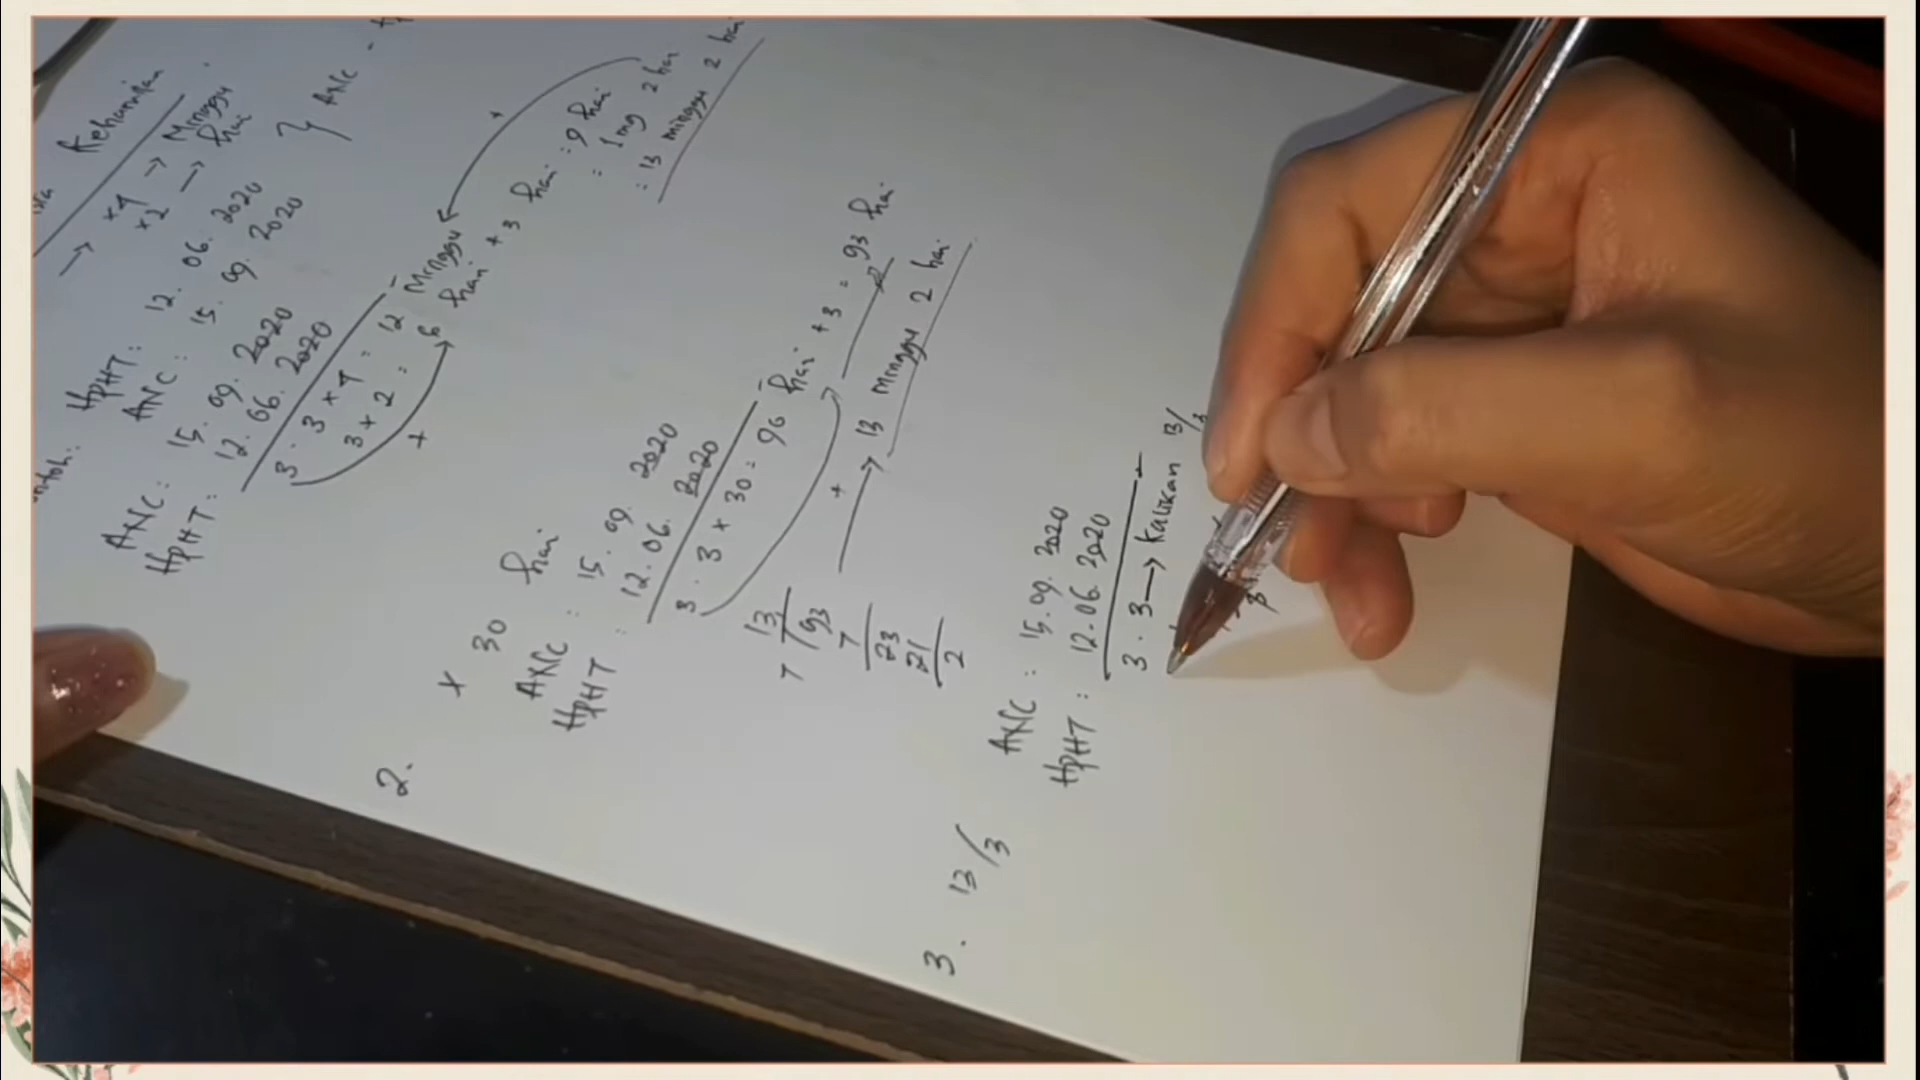 Kehamilan
→ x4 → Minggu
x2 → hari
} ANC -
HPHT : 12. 06. 2020
ANC : 15. 09. 2020
ANC : 15. 09. 2020
HPHT : 12. 06. 2020
3 . 3 x 4 = 12 Minggu
3 x 2 = 6 hari + 3 hari = 9 hari
+
+
= 1 mg 2 hari
= 13 minggu 2 hari
2. x 30 hari
ANC : 15. 09. 2020
HPHT : 12. 06. 2020
3 . 3 x 30 = 90 hari + 3 = 93 hari
+
→ 13 Minggu 2 hari
13
7 / 93
7
23
21
2
3. 13/3
ANC : 15. 09. 2020
HPHT : 12. 06. 2020
3 . 3 → Kalikan 13/3